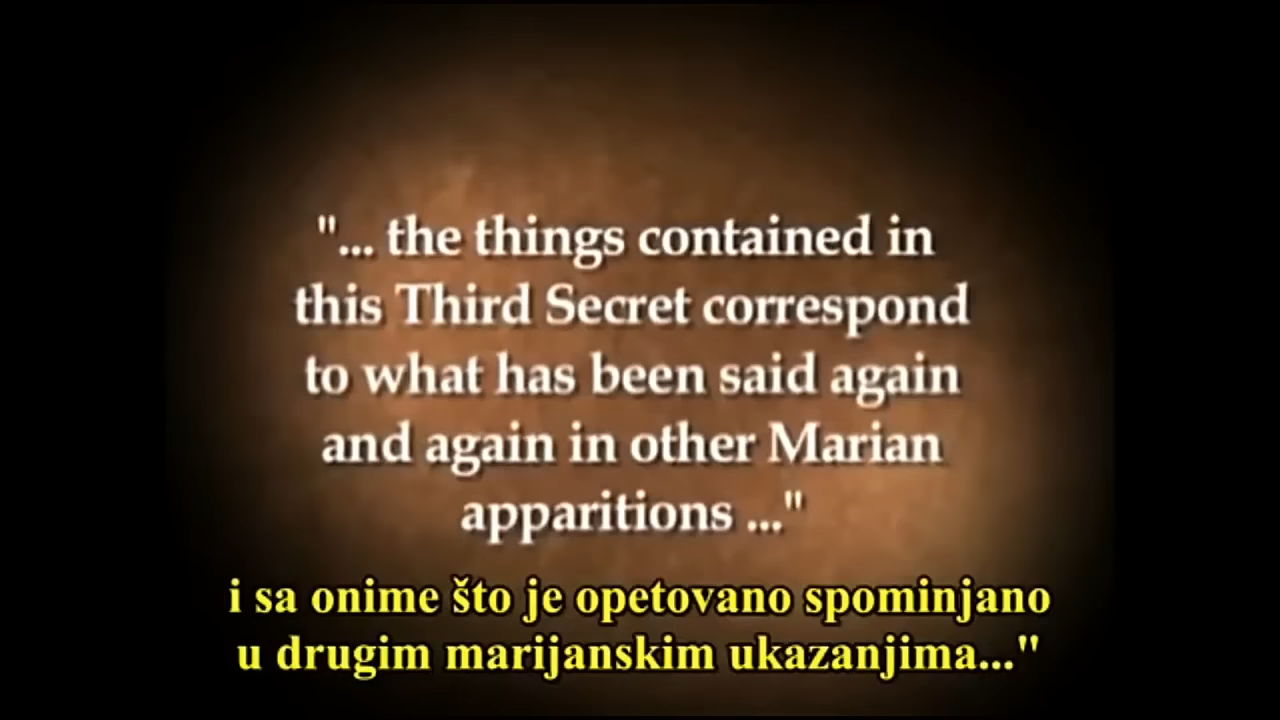 "... the things contained in
this Third Secret correspond
to what has been said again
and again in other Marian
apparitions ..."
i sa onime što je opetovano spominjano
u drugim marijanskim ukazanjima..."